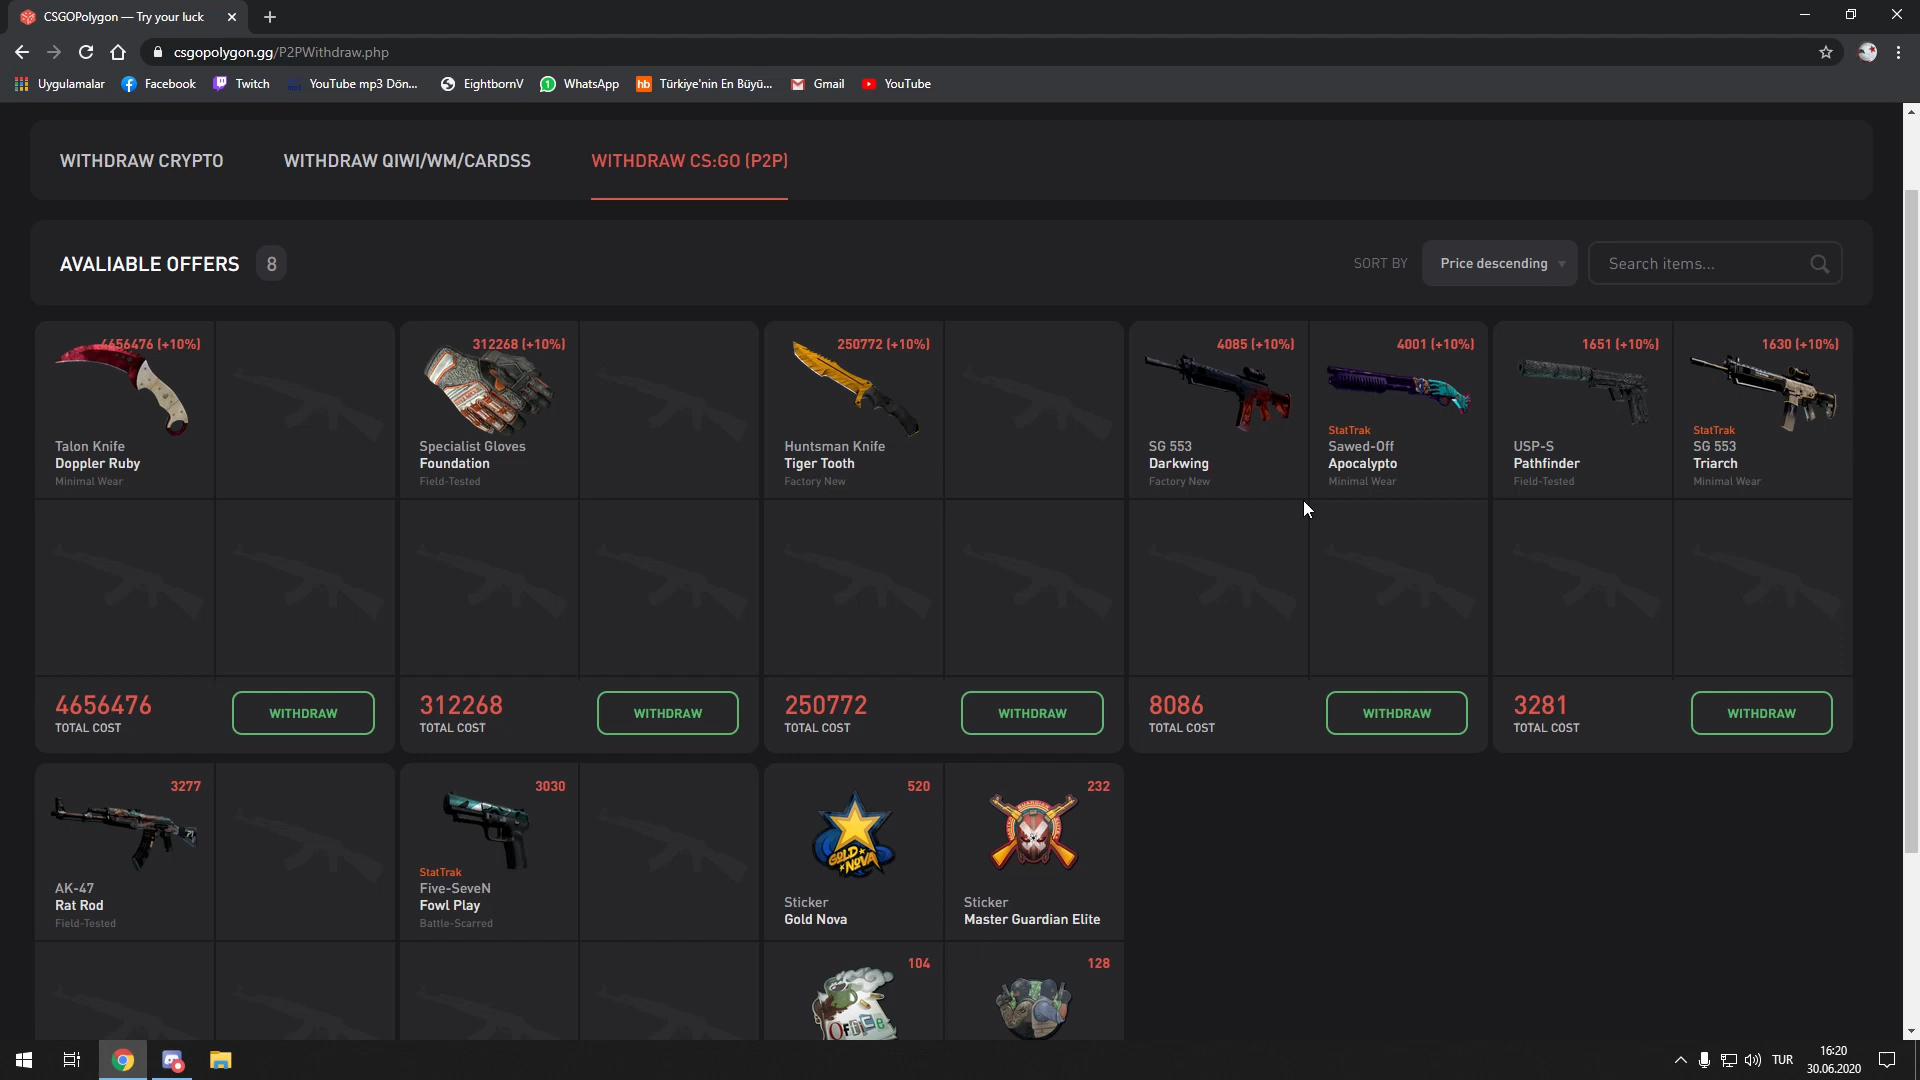 CSGOPolygon — Try your luck
csgopolygon.gg/P2PWithdraw.php
Uygulamalar Facebook Twitch YouTube mp3 Dön... EightbornV WhatsApp Türkiye'nin En Büyü... Gmail YouTube
WITHDRAW CRYPTO WITHDRAW QIWI/WM/CARDSS WITHDRAW CS:GO (P2P)
AVALIABLE OFFERS 8 SORT BY Price descending Search items...
4656476 (+10%) 312268 (+10%) 250772 (+10%) 4085 (+10%) 4001 (+10%) 1651 (+10%) 1630 (+10%)
StatTrak StatTrak
Talon Knife Specialist Gloves Huntsman Knife SG 553 Sawed-Off USP-S SG 553
Doppler Ruby Foundation Tiger Tooth Darkwing Apocalypto Pathfinder Triarch
Minimal Wear Field-Tested Factory New Factory New Minimal Wear Field-Tested Minimal Wear
4656476 WITHDRAW 312268 WITHDRAW 250772 WITHDRAW 8086 WITHDRAW 3281 WITHDRAW
TOTAL COST TOTAL COST TOTAL COST TOTAL COST TOTAL COST
3277 3030 520 232
GOLD NOVA
StatTrak
AK-47 Five-SeveN Sticker Sticker
Rat Rod Fowl Play Gold Nova Master Guardian Elite
Field-Tested Battle-Scarred
104 128
OFFICE
TUR 16:20
30.06.2020